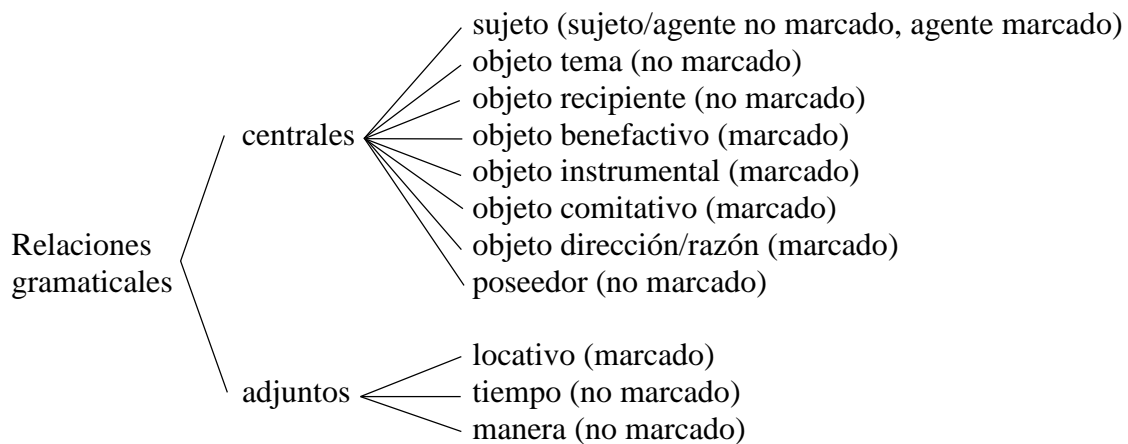 sujeto (sujeto/agente no marcado, agente marcado)
objeto tema (no marcado)
objeto recipiente (no marcado)
centrales
objeto benefactivo (marcado)
objeto instrumental (marcado)
objeto comitativo (marcado)
Relaciones
gramaticales
objeto dirección/razón (marcado)
poseedor (no marcado)
locativo (marcado)
adjuntos
tiempo (no marcado)
manera (no marcado)